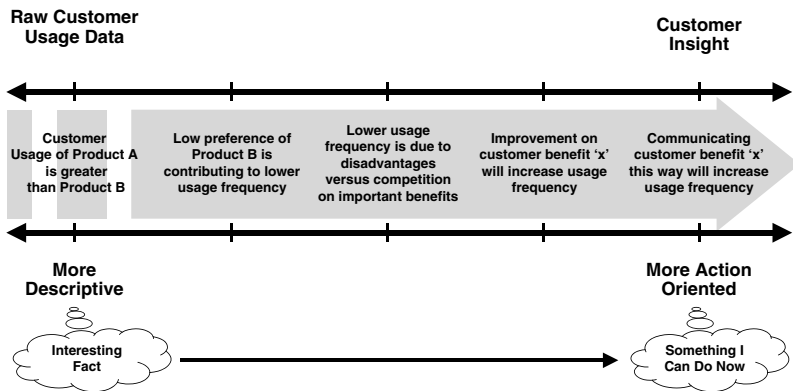 Raw Customer
Usage Data
Customer
Insight
Customer
Usage of Product A
is greater
than Product B
Low preference of
Product B is
contributing to lower
usage frequency
Lower usage
frequency is due to
disadvantages
versus competition
on important benefits
Improvement on
customer benefit ‘x’
will increase usage
frequency
Communicating
customer benefit ‘x’
this way will increase
usage frequency
More
Descriptive
More Action
Oriented
Interesting
Fact
Something I
Can Do Now